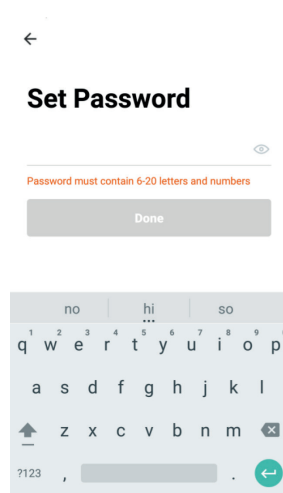 Set Password
Password must contain 6-20 letters and numbers
Done
no hi so
1 2 3 4 5 6 7 8 9 0
q w e r t y u i o p
a s d f g h j k l
z x c v b n m
?123 , .